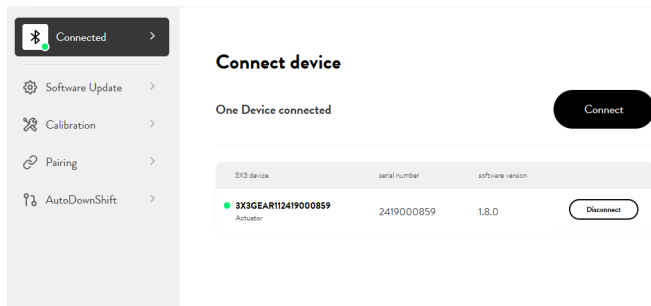 Connected
Software Update
Calibration
Pairing
AutoDownShift
Connect device
One Device connected
Connect
3X3 device serial number software version
3X3GEAR112419000859
Actuator
2419000859 1.8.0 Disconnect